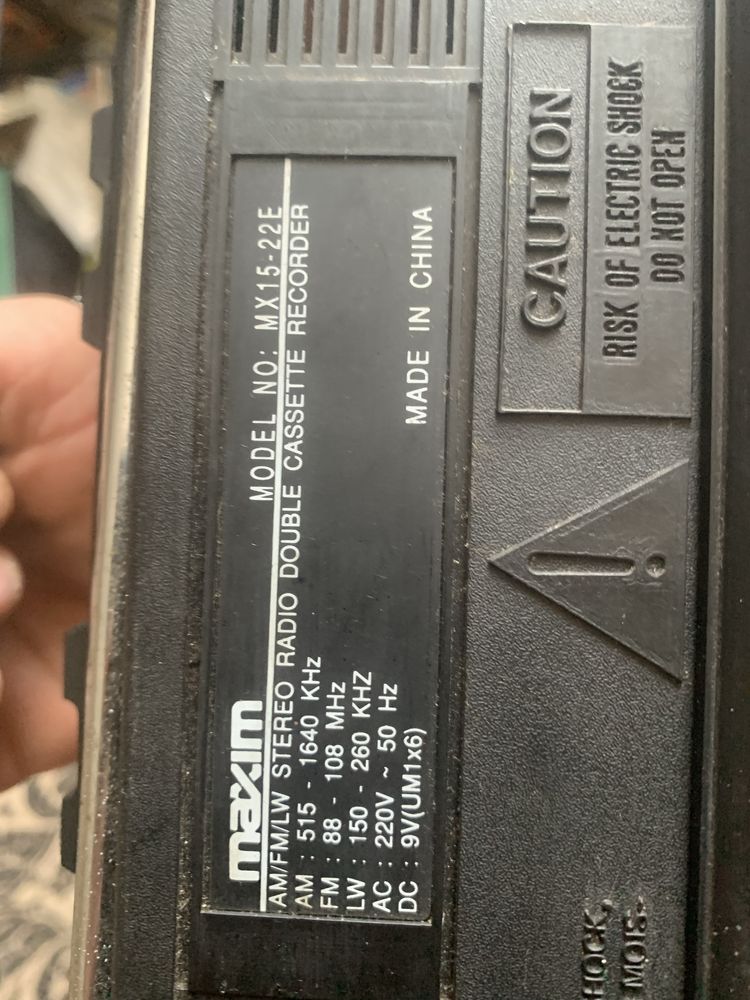 maxim
MODEL NO: MX15-22E
AM/FM/LW STEREO RADIO DOUBLE CASSETTE RECORDER
AM : 515 - 1640 KHz
FM : 88 - 108 MHz
LW : 150 - 260 KHZ
AC : 220V ~ 50 Hz
DC : 9V(UM1x6)
MADE IN CHINA
CAUTION
RISK OF ELECTRIC SHOCK
DO NOT OPEN
HOCK,
MOIS-